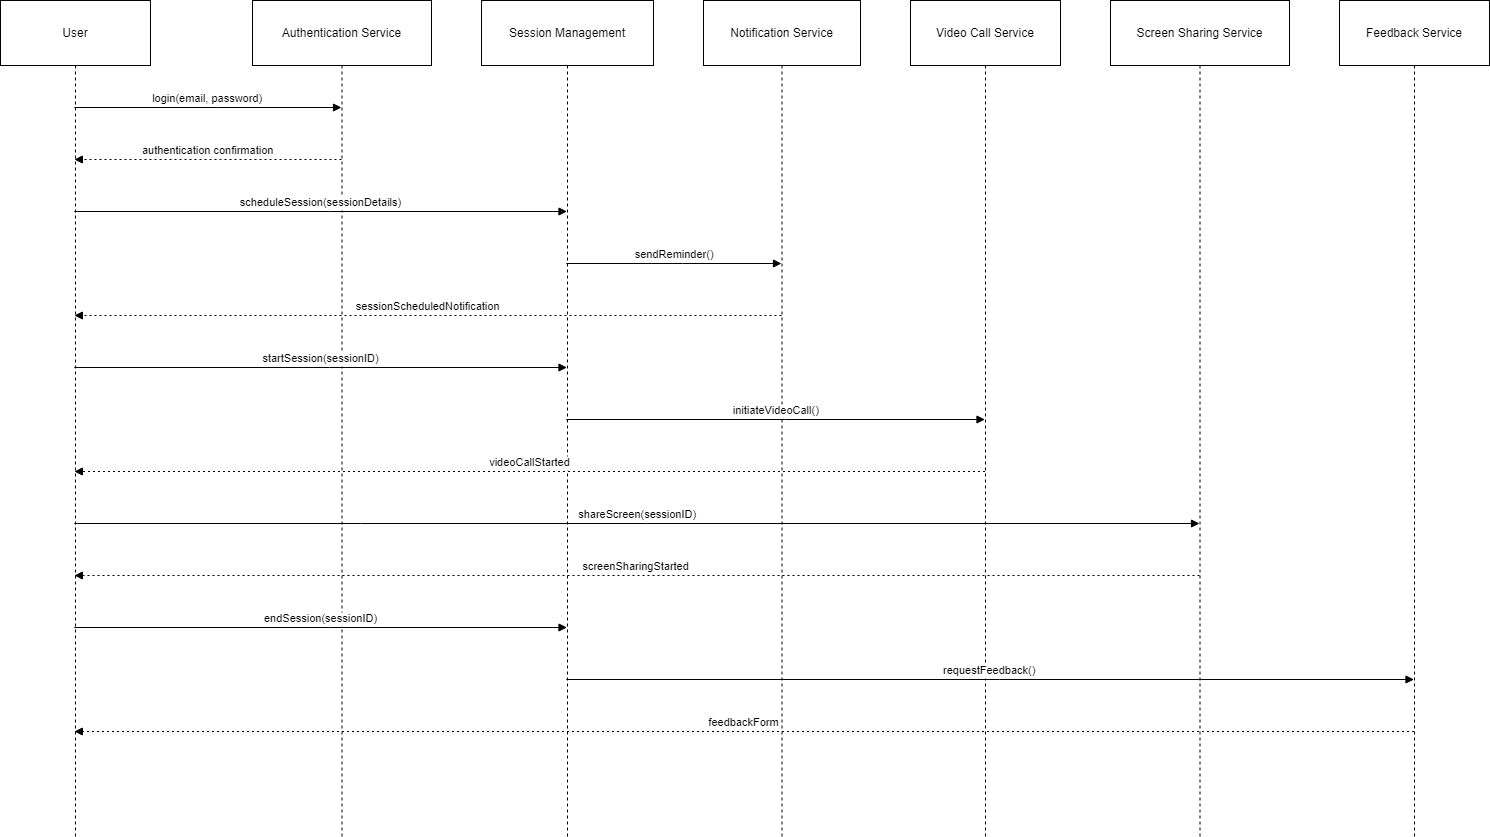 User
Authentication Service
Session Management
Notification Service
Video Call Service
Screen Sharing Service
Feedback Service
login(email, password)
authentication confirmation
scheduleSession(sessionDetails)
sendReminder()
sessionScheduledNotification
startSession(sessionID)
initiateVideoCall()
videoCallStarted
shareScreen(sessionID)
screenSharingStarted
endSession(sessionID)
requestFeedback()
feedbackForm